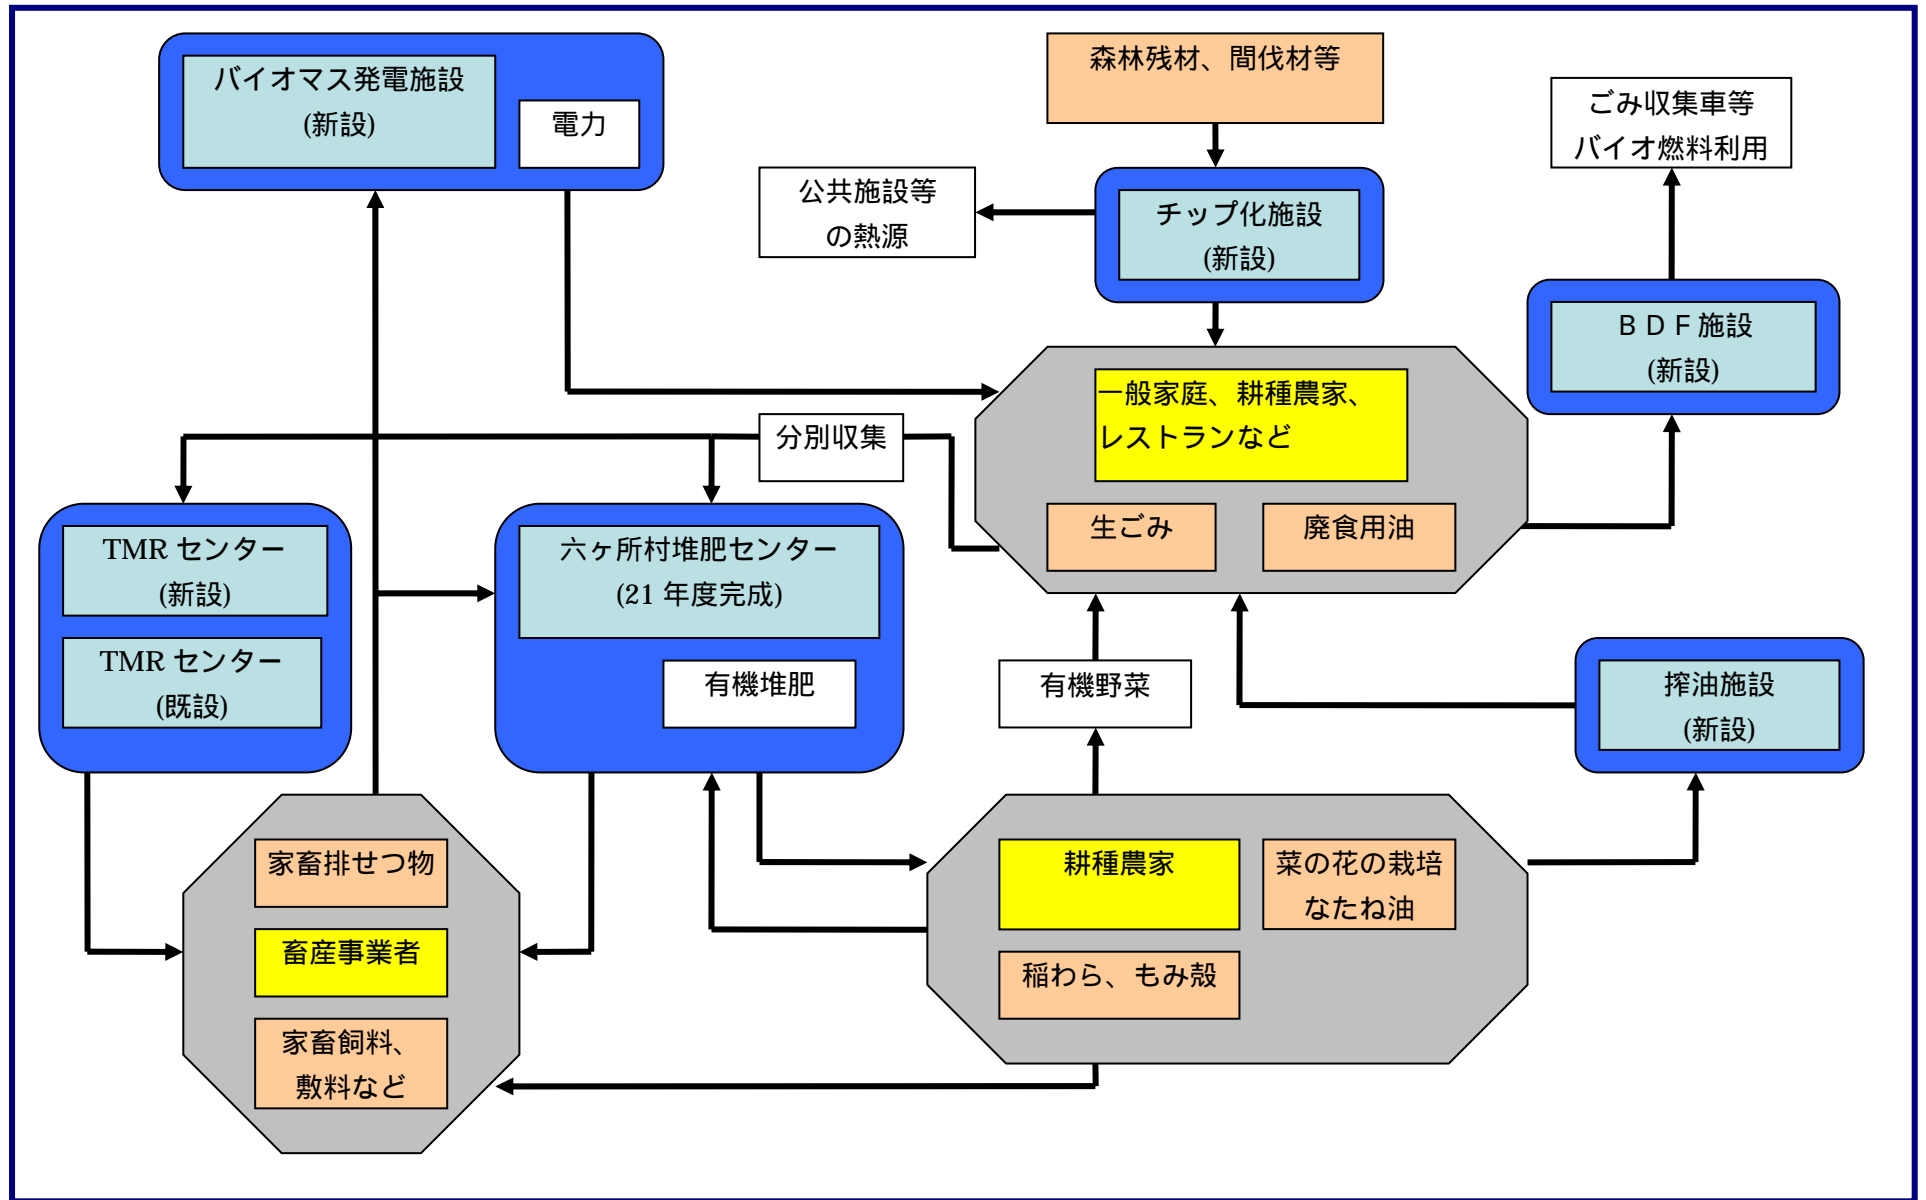 バイオマス発電施設
(新設)
電力
森林残材、間伐材等
ごみ収集車等
バイオ燃料利用
公共施設等
の熱源
チップ化施設
(新設)
ＢＤＦ施設
(新設)
一般家庭、耕種農家、
レストランなど
分別収集
生ごみ
廃食用油
TMR センター
(新設)
TMR センター
(既設)
六ヶ所村堆肥センター
(21 年度完成)
有機堆肥
有機野菜
搾油施設
(新設)
家畜排せつ物
畜産事業者
家畜飼料、
敷料など
耕種農家
菜の花の栽培
なたね油
稲わら、もみ殻